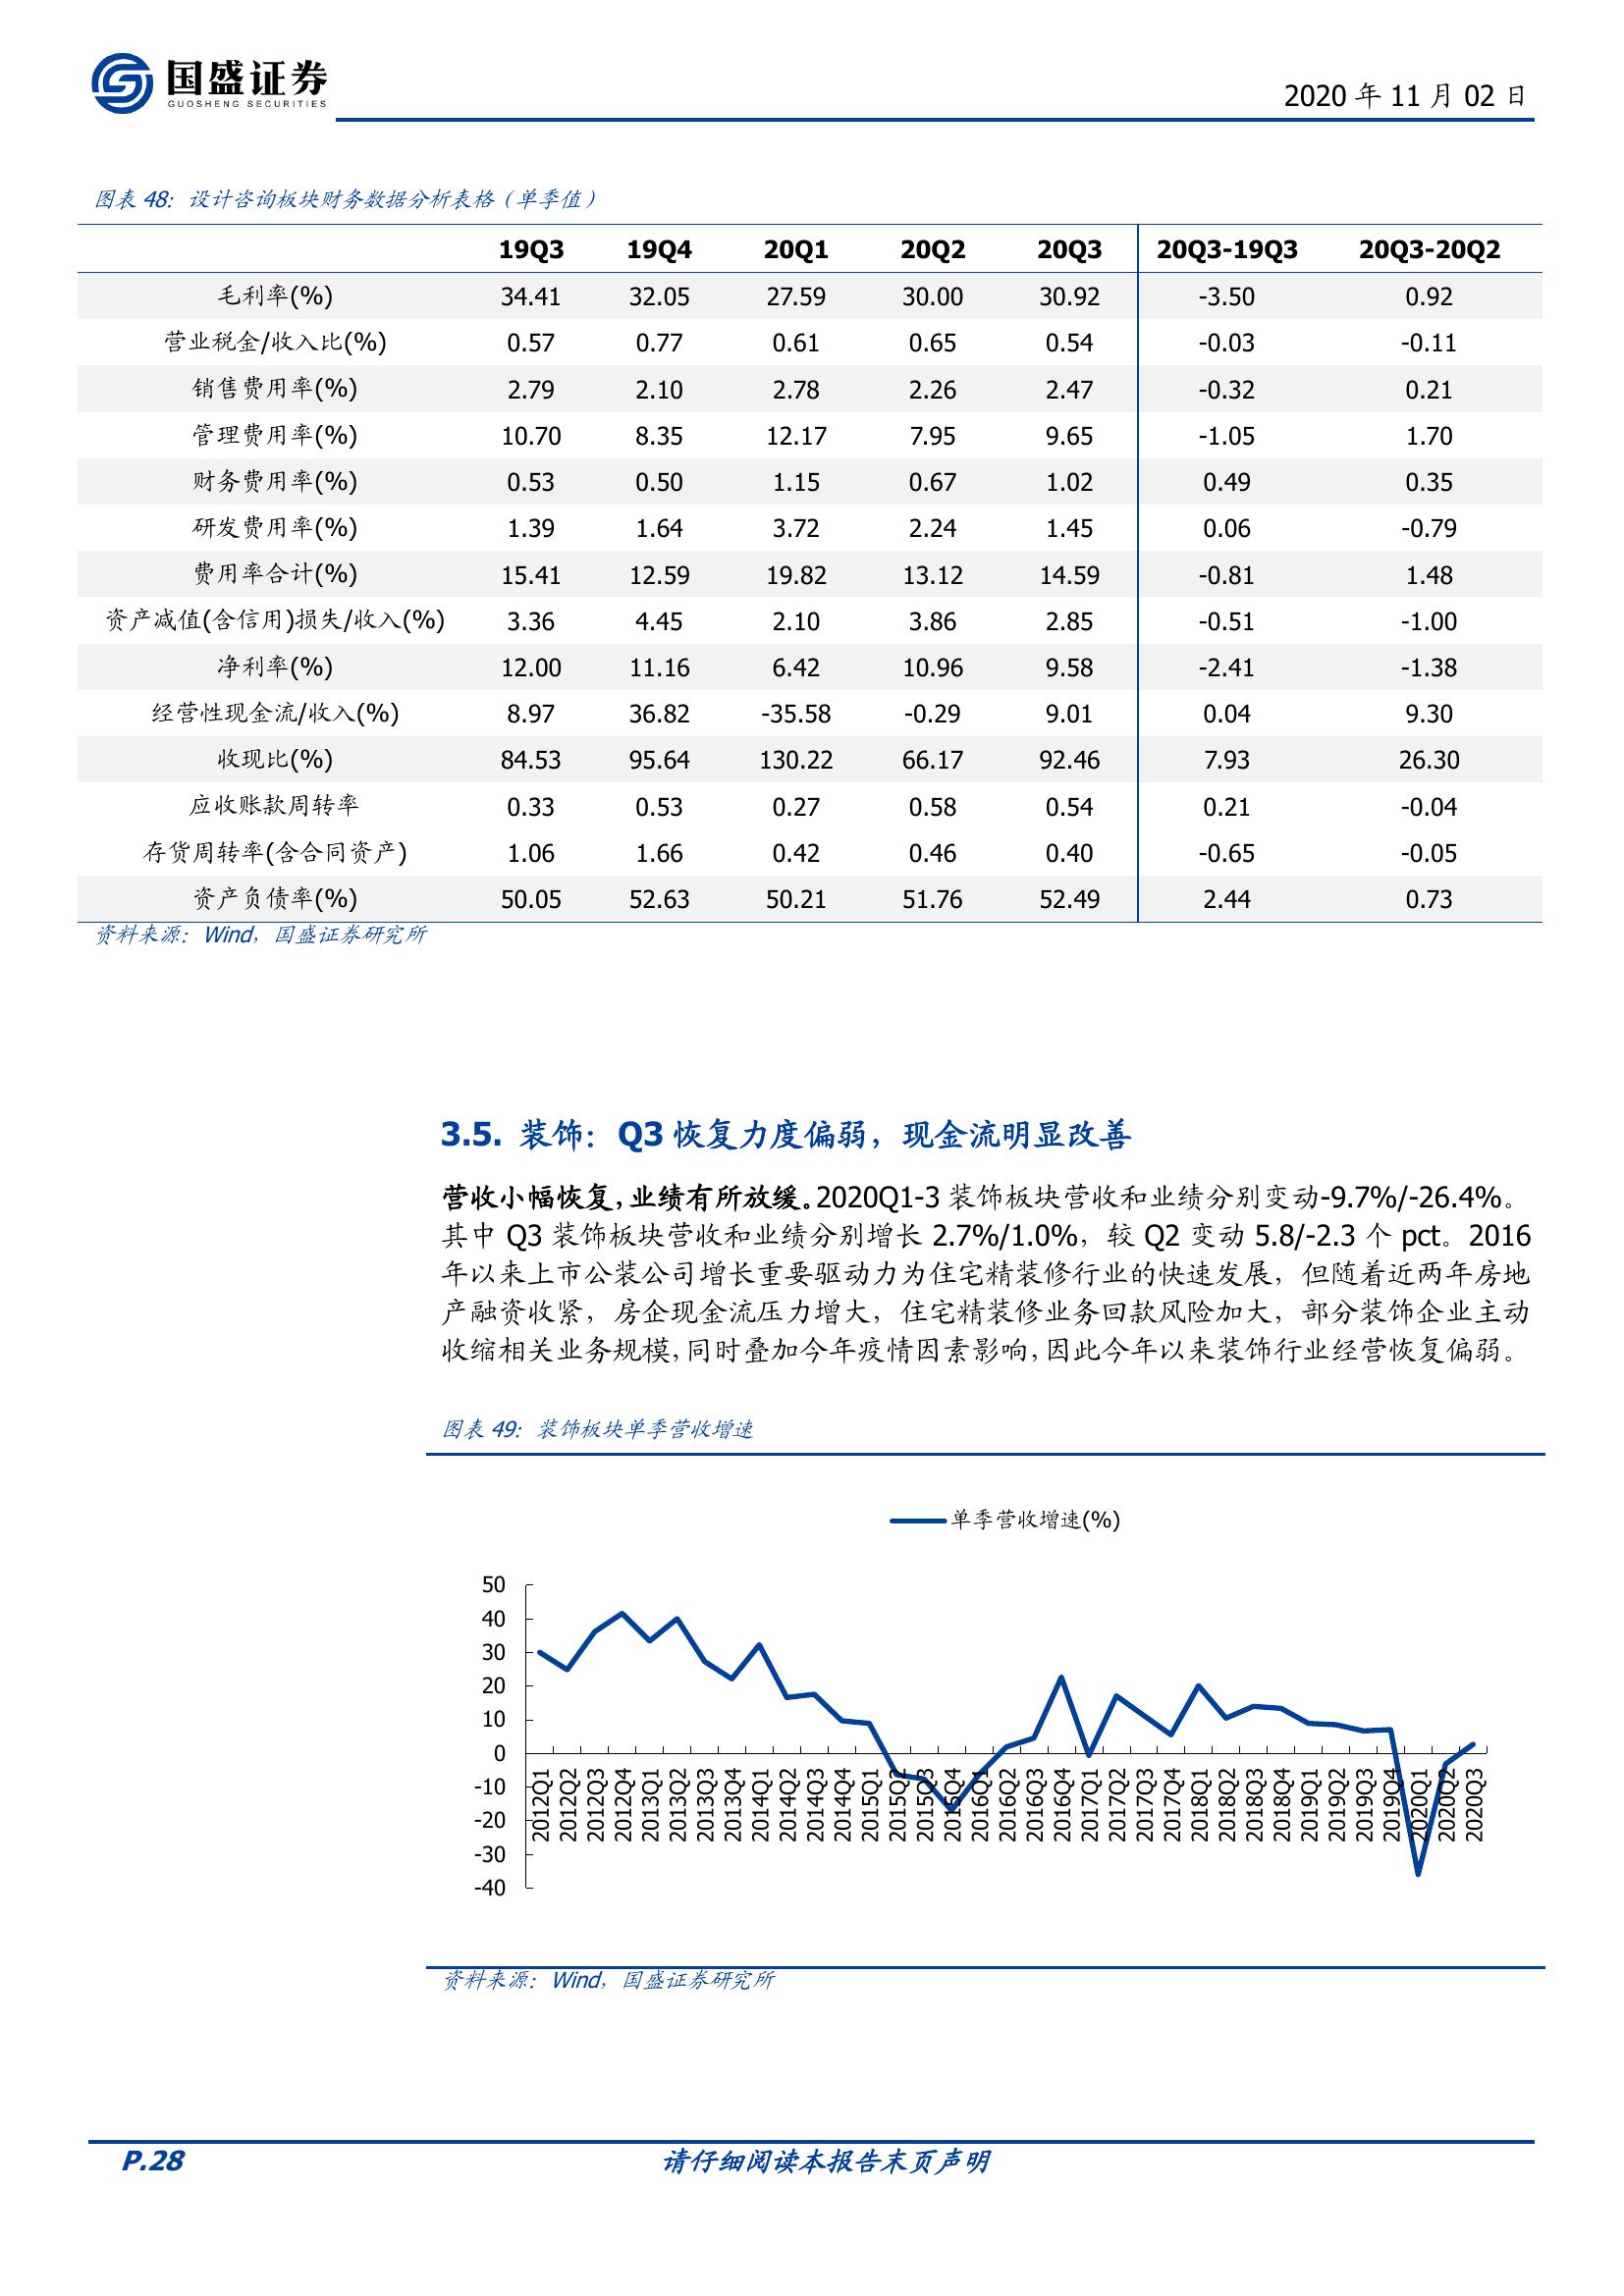 国盛证券
GUOSHENG SECURITIES
2020 年 11 月 02 日
图表 48：设计咨询板块财务数据分析表格（单季值）
19Q3 19Q4 20Q1 20Q2 20Q3 20Q3-19Q3 20Q3-20Q2
毛利率(%) 34.41 32.05 27.59 30.00 30.92 -3.50 0.92
营业税金/收入比(%) 0.57 0.77 0.61 0.65 0.54 -0.03 -0.11
销售费用率(%) 2.79 2.10 2.78 2.26 2.47 -0.32 0.21
管理费用率(%) 10.70 8.35 12.17 7.95 9.65 -1.05 1.70
财务费用率(%) 0.53 0.50 1.15 0.67 1.02 0.49 0.35
研发费用率(%) 1.39 1.64 3.72 2.24 1.45 0.06 -0.79
费用率合计(%) 15.41 12.59 19.82 13.12 14.59 -0.81 1.48
资产减值(含信用)损失/收入(%) 3.36 4.45 2.10 3.86 2.85 -0.51 -1.00
净利率(%) 12.00 11.16 6.42 10.96 9.58 -2.41 -1.38
经营性现金流/收入(%) 8.97 36.82 -35.58 -0.29 9.01 0.04 9.30
收现比(%) 84.53 95.64 130.22 66.17 92.46 7.93 26.30
应收账款周转率 0.33 0.53 0.27 0.58 0.54 0.21 -0.04
存货周转率(含合同资产) 1.06 1.66 0.42 0.46 0.40 -0.65 -0.05
资产负债率(%) 50.05 52.63 50.21 51.76 52.49 2.44 0.73
资料来源：Wind，国盛证券研究所
3.5. 装饰：Q3 恢复力度偏弱，现金流明显改善
营收小幅恢复，业绩有所放缓。2020Q1-3 装饰板块营收和业绩分别变动-9.7%/-26.4%。
其中 Q3 装饰板块营收和业绩分别增长 2.7%/1.0%，较 Q2 变动 5.8/-2.3 个 pct。2016
年以来上市公装公司增长重要驱动力为住宅精装修行业的快速发展，但随着近两年房地
产融资收紧，房企现金流压力增大，住宅精装修业务回款风险加大，部分装饰企业主动
收缩相关业务规模，同时叠加今年疫情因素影响，因此今年以来装饰行业经营恢复偏弱。
图表 49：装饰板块单季营收增速
单季营收增速(%)
50
40
30
20
10
0
-10
-20
-30
-40
2012Q1 2012Q2 2012Q3 2012Q4 2013Q1 2013Q2 2013Q3 2013Q4 2014Q1 2014Q2 2014Q3 2014Q4 2015Q1 2015Q2 2015Q3 2015Q4 2016Q1 2016Q2 2016Q3 2016Q4 2017Q1 2017Q2 2017Q3 2017Q4 2018Q1 2018Q2 2018Q3 2018Q4 2019Q1 2019Q2 2019Q3 2019Q4 2020Q1 2020Q2 2020Q3
资料来源：Wind，国盛证券研究所
P.28
请仔细阅读本报告末页声明